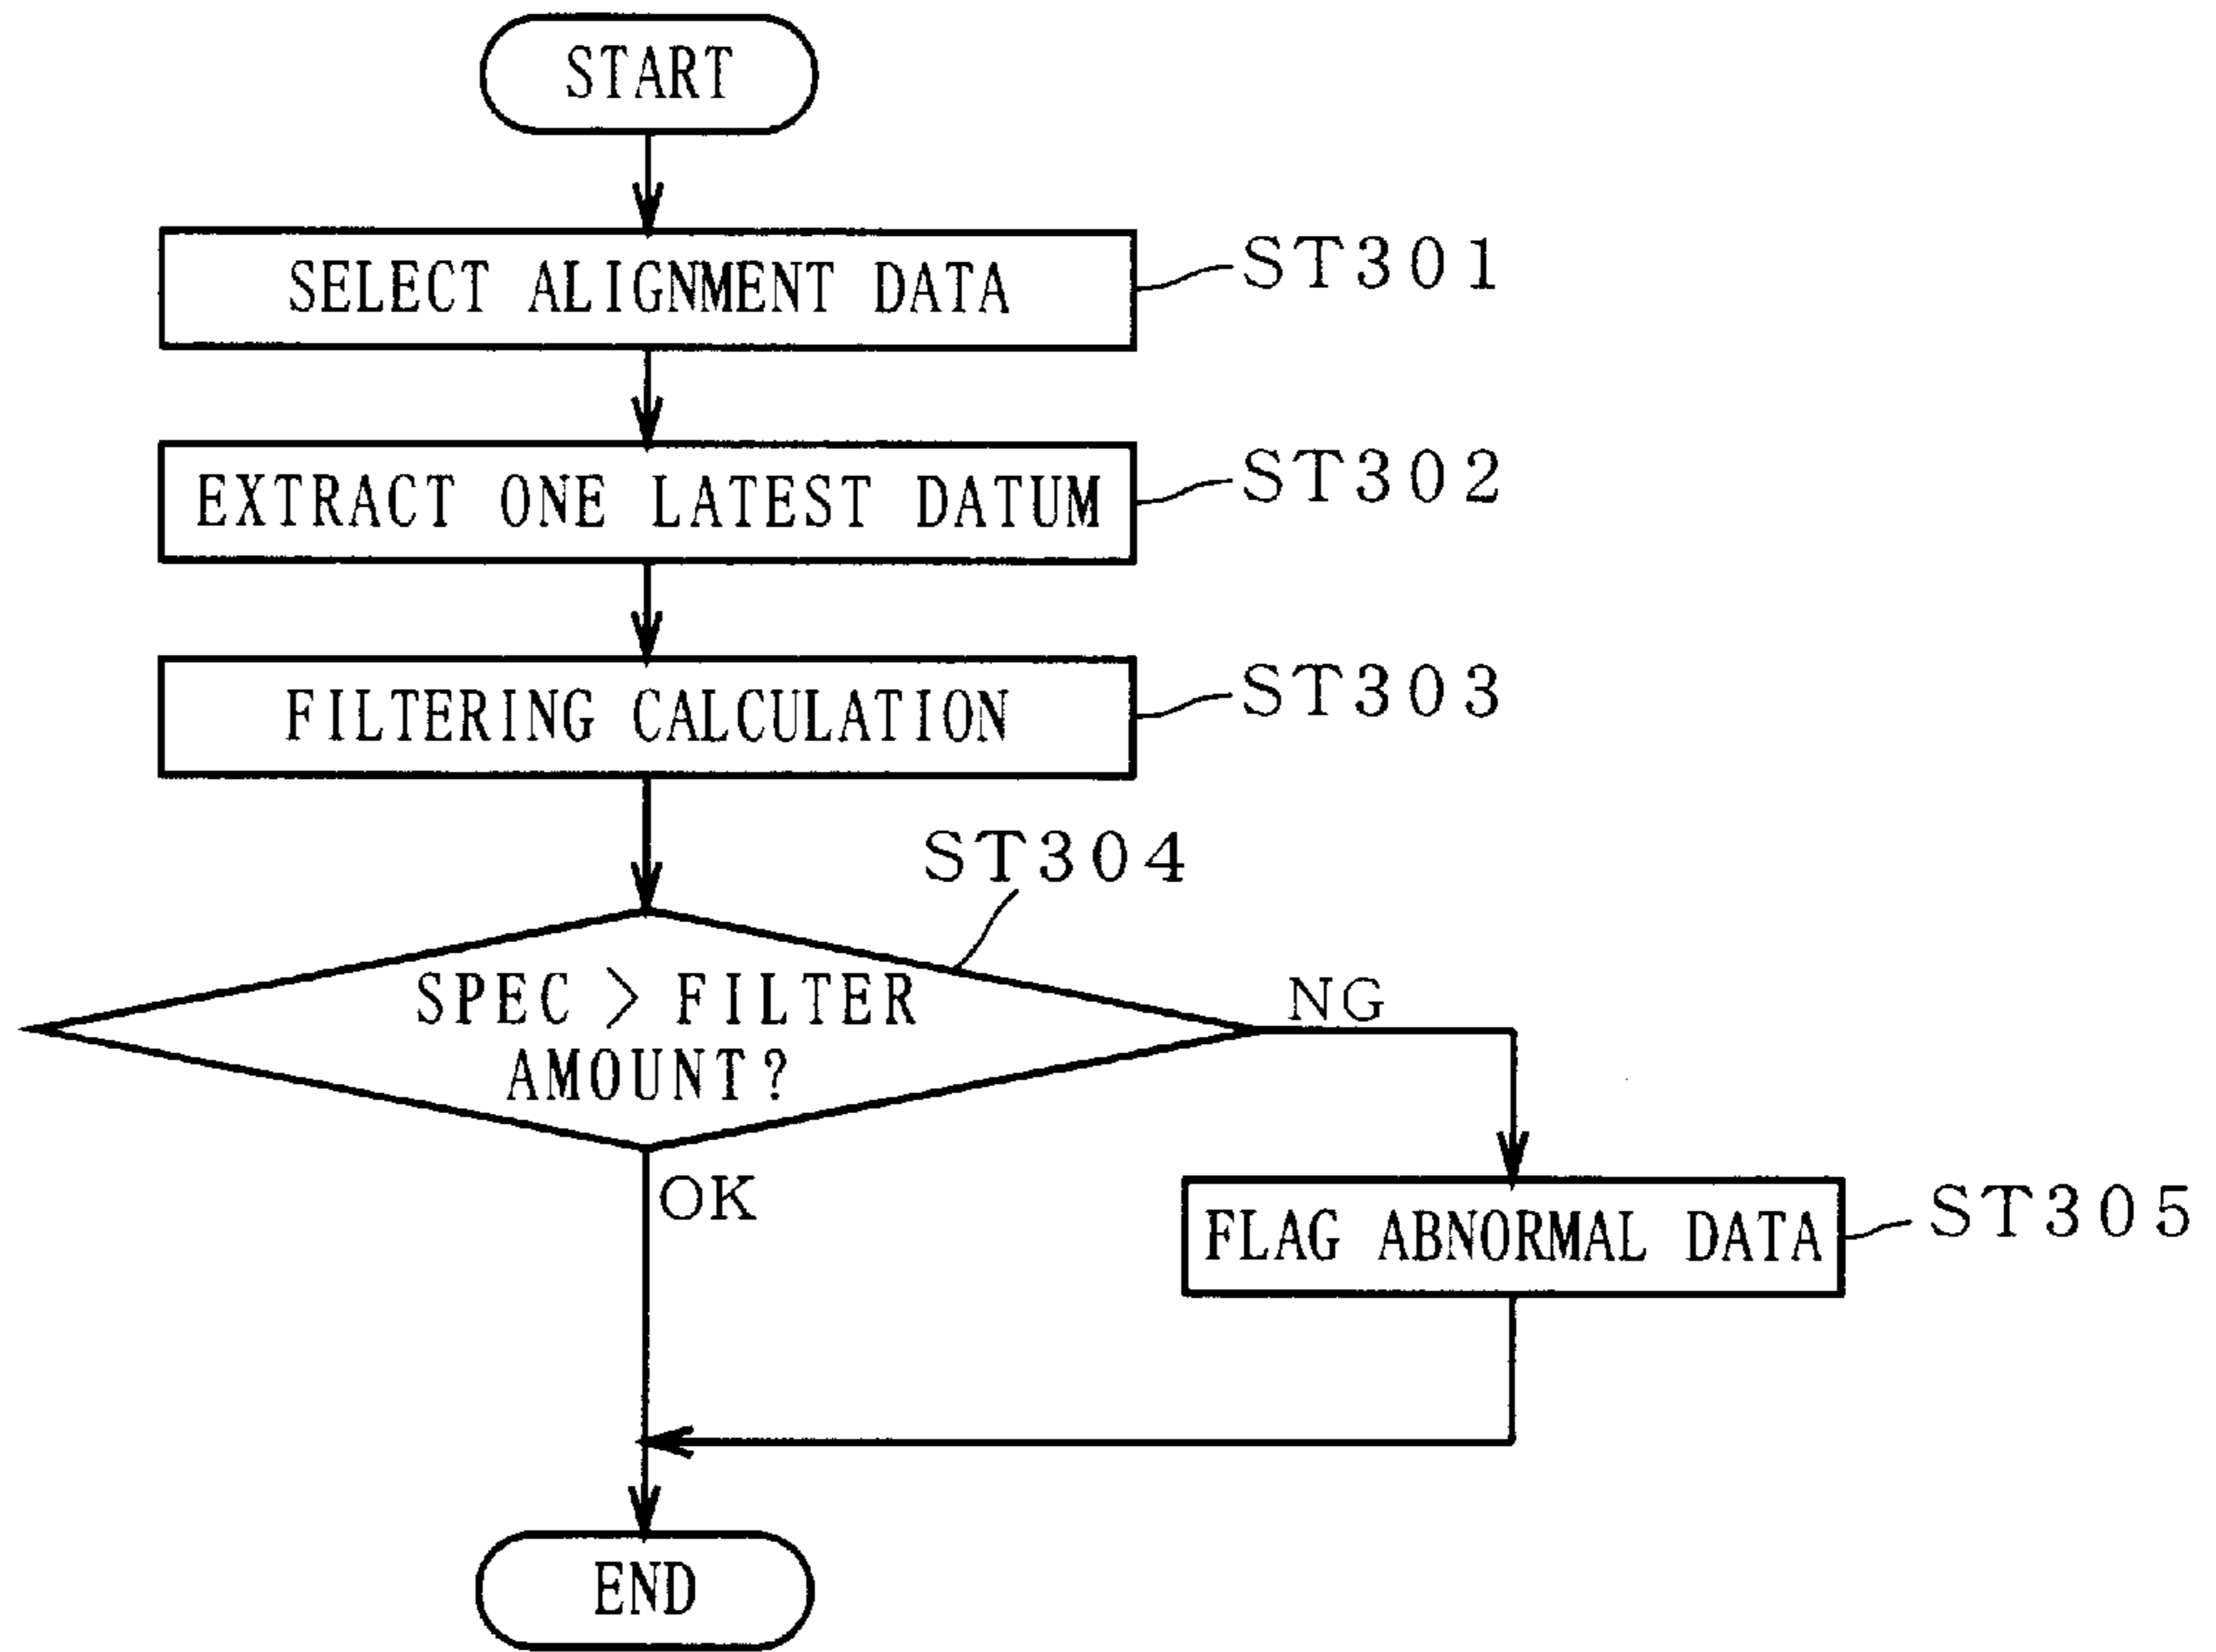 START
SELECT ALIGNMENT DATA
ST301
EXTRACT ONE LATEST DATUM
ST302
FILTERING CALCULATION
ST303
ST304
SPEC > FILTER
AMOUNT?
NG
OK
FLAG ABNORMAL DATA
ST305
END